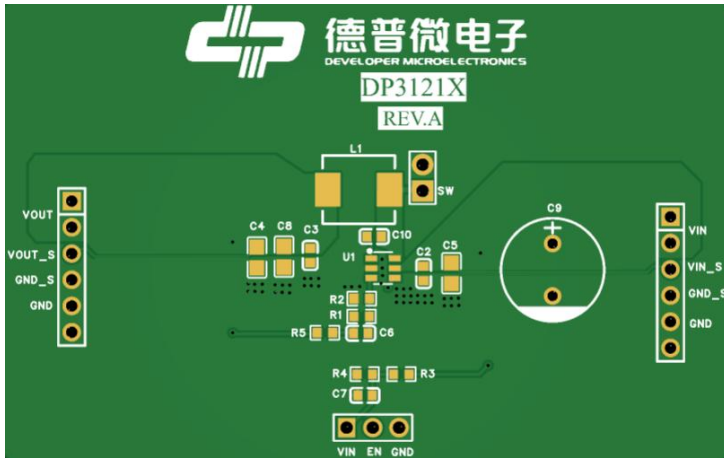 德普微电子
DEVELOPER MICROELECTRONICS
DP3121X
REV.A
L1
SW
C9
VOUT
VOUT_S
GND_S
GND
C4
C8
C3
C10
U1
C2
C5
VIN
VIN_S
GND_S
GND
R2
R1
R5
C6
R4
R3
C7
VIN EN GND